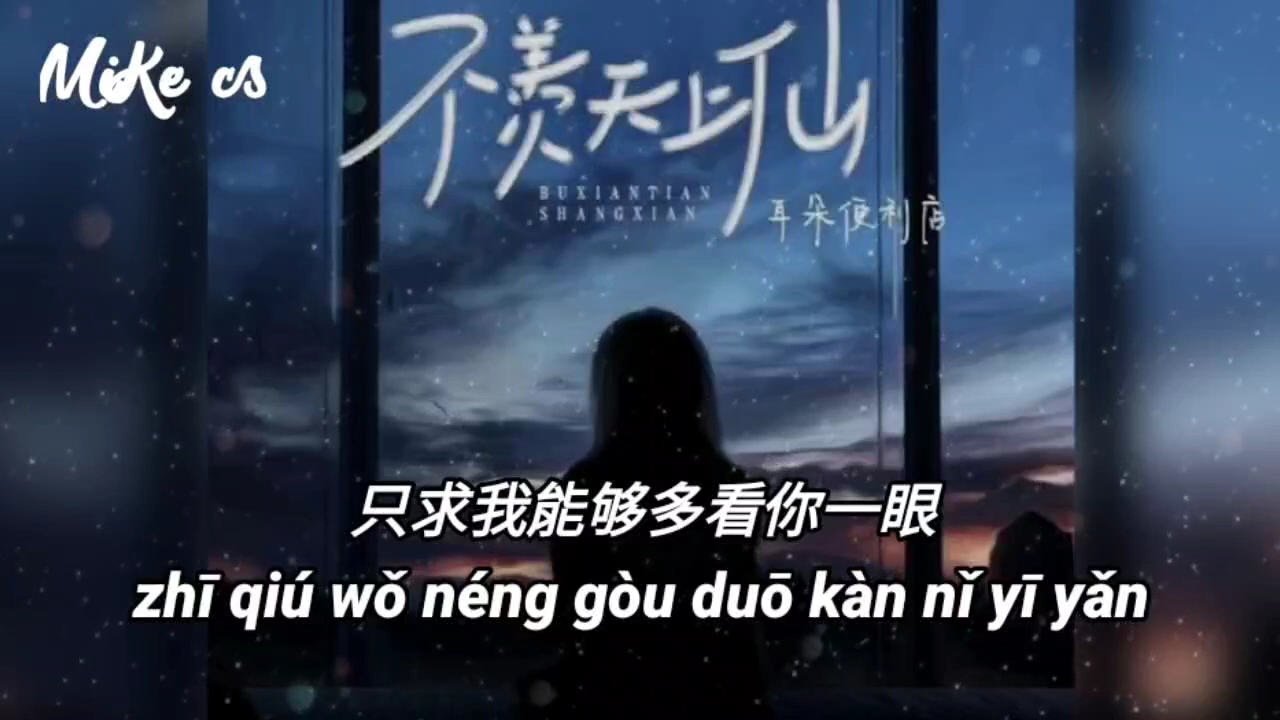 MiKe cs
不羡天上仙
BUXIANTIAN
SHANGXIAN
耳朵便利店
只求我能够多看你一眼
zhī qiú wǒ néng gòu duō kàn nǐ yī yǎn